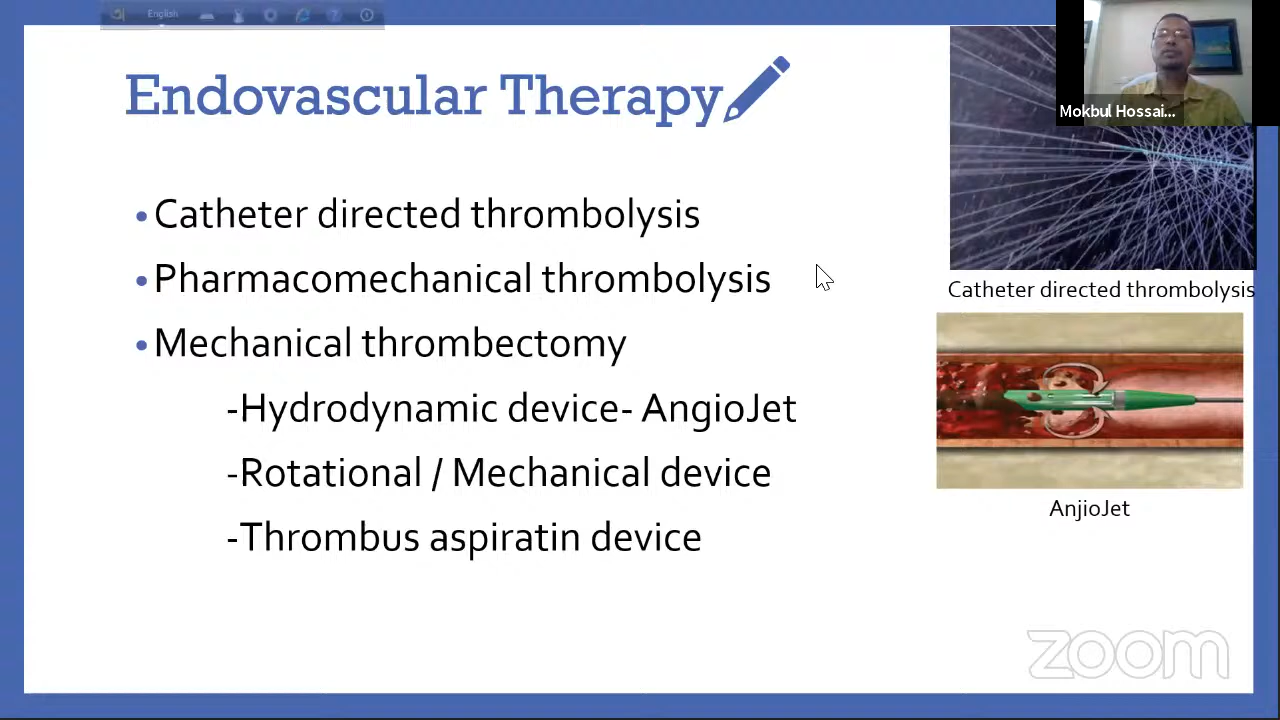 English
Endovascular Therapy
Mokbul Hossai...
•Catheter directed thrombolysis
•Pharmacomechanical thrombolysis
Catheter directed thrombolysis
•Mechanical thrombectomy
-Hydrodynamic device- AngioJet
-Rotational / Mechanical device
AnjioJet
-Thrombus aspiratin device
zoom